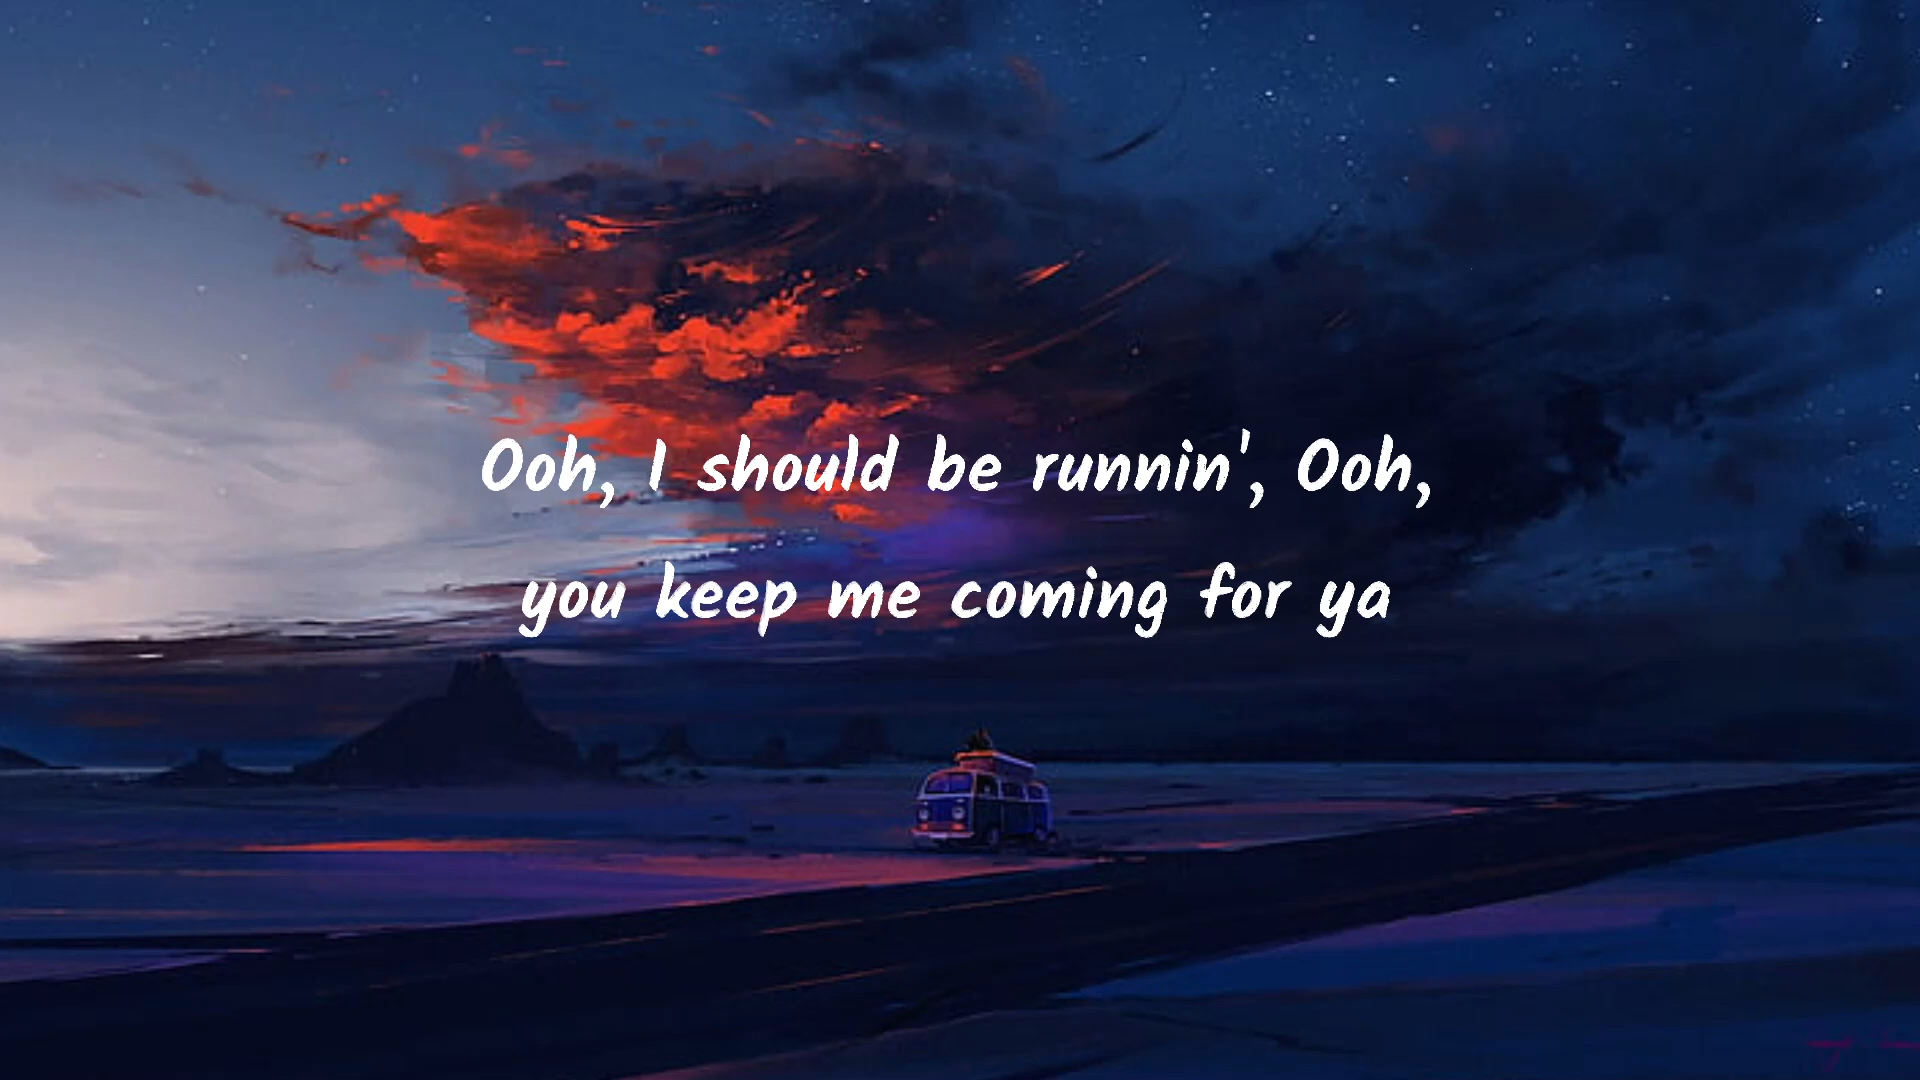 Ooh, I should be runnin', Ooh,
you keep me coming for ya